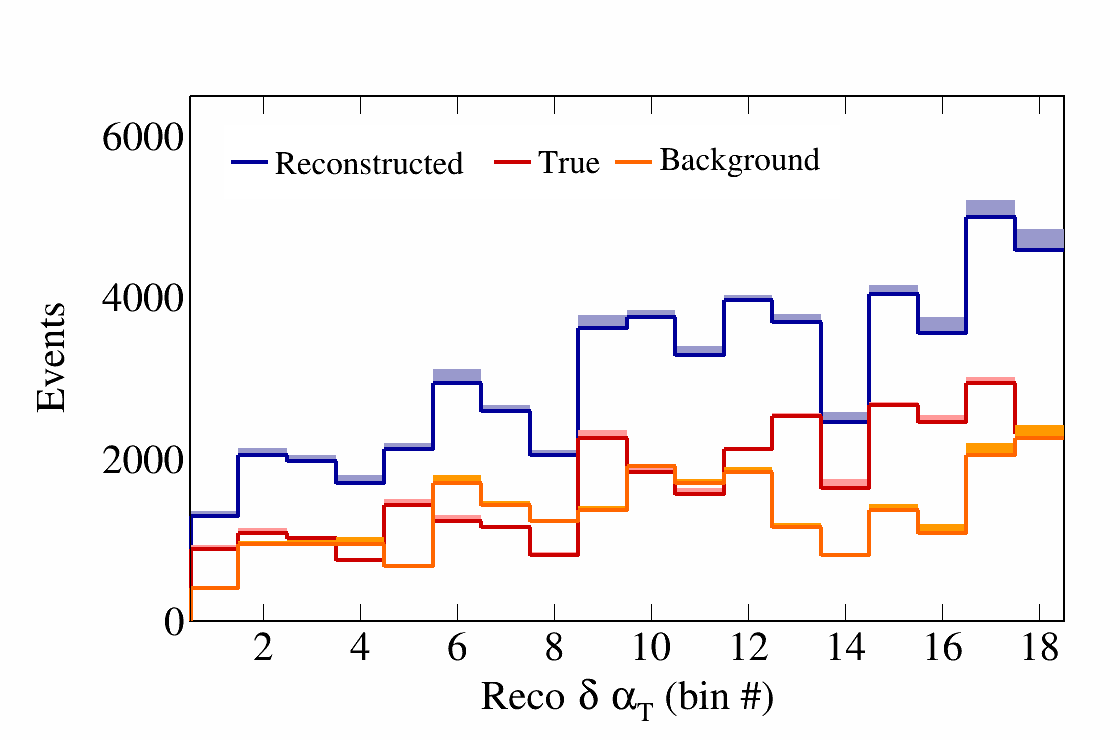 6000
Reconstructed True Background
4000
Events
2000
0
2 4 6 8 10 12 14 16 18
Reco δ αT (bin #)